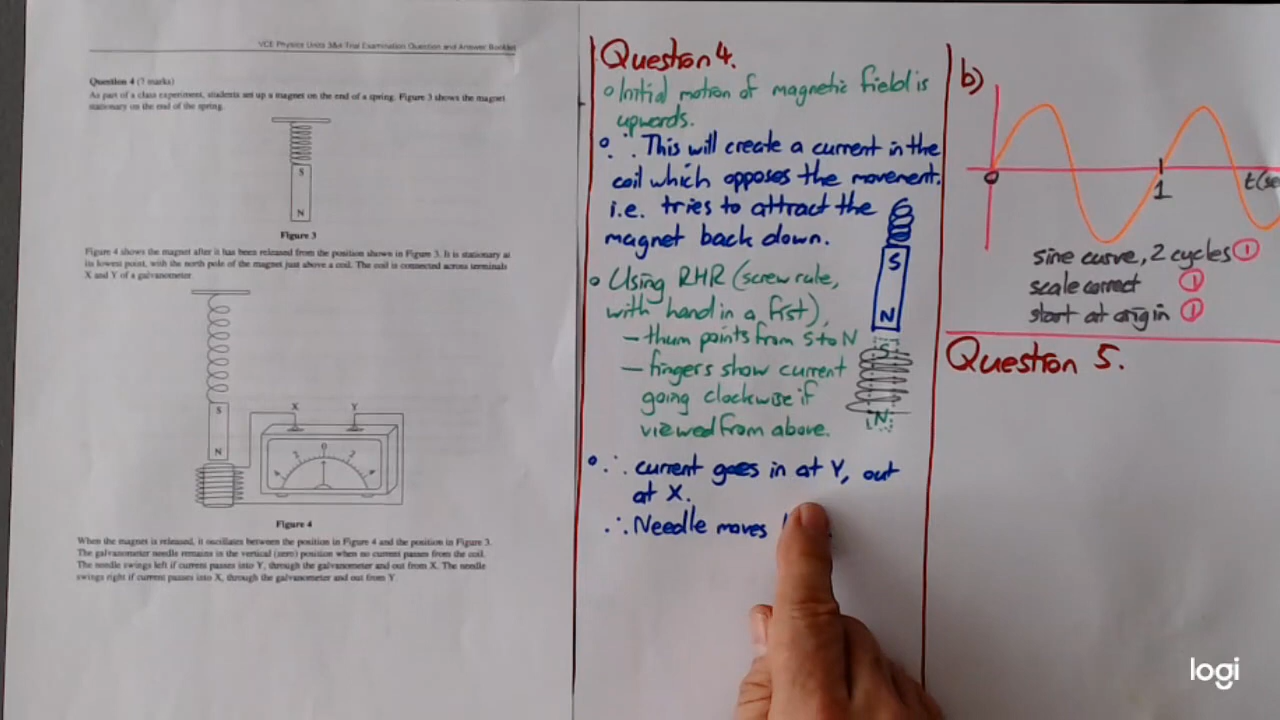 VCE Physics Units 3&4 Trial Examination Question and Answer Booklet
Question 4 (7 marks)
As part of a class experiment, students set up a magnet on the end of a spring. Figure 3 shows the magnet
stationary on the end of the spring.
S
N
Figure 3
Figure 4 shows the magnet after it has been released from the position shown in Figure 3. It is stationary at
its lowest point, with the north pole of the magnet just above a coil. The coil is connected across terminals
X and Y of a galvanometer.
X Y
S
N
2 0 2
Figure 4
When the magnet is released, it oscillates between the position in Figure 4 and the position in Figure 3.
The galvanometer needle remains in the vertical (zero) position when no current passes from the coil.
The needle swings left if current passes into Y, through the galvanometer and out from X. The needle
swings right if current passes into X, through the galvanometer and out from Y.
Question 4.
Initial motion of magnetic field is
upwards.
∴ This will create a current in the
coil which opposes the movement.
i.e. tries to attract the
magnet back down.
S
N
Using RHR (screw rule,
with hand in a fist),
- thum points from S to N
- fingers show current
going clockwise if
viewed from above.
S
N
∴ current goes in at Y, out
at X.
∴ Needle moves
b)
0
1
t(se
sine curve, 2 cycles 1
scale correct 1
start at origin 1
Question 5.
logi